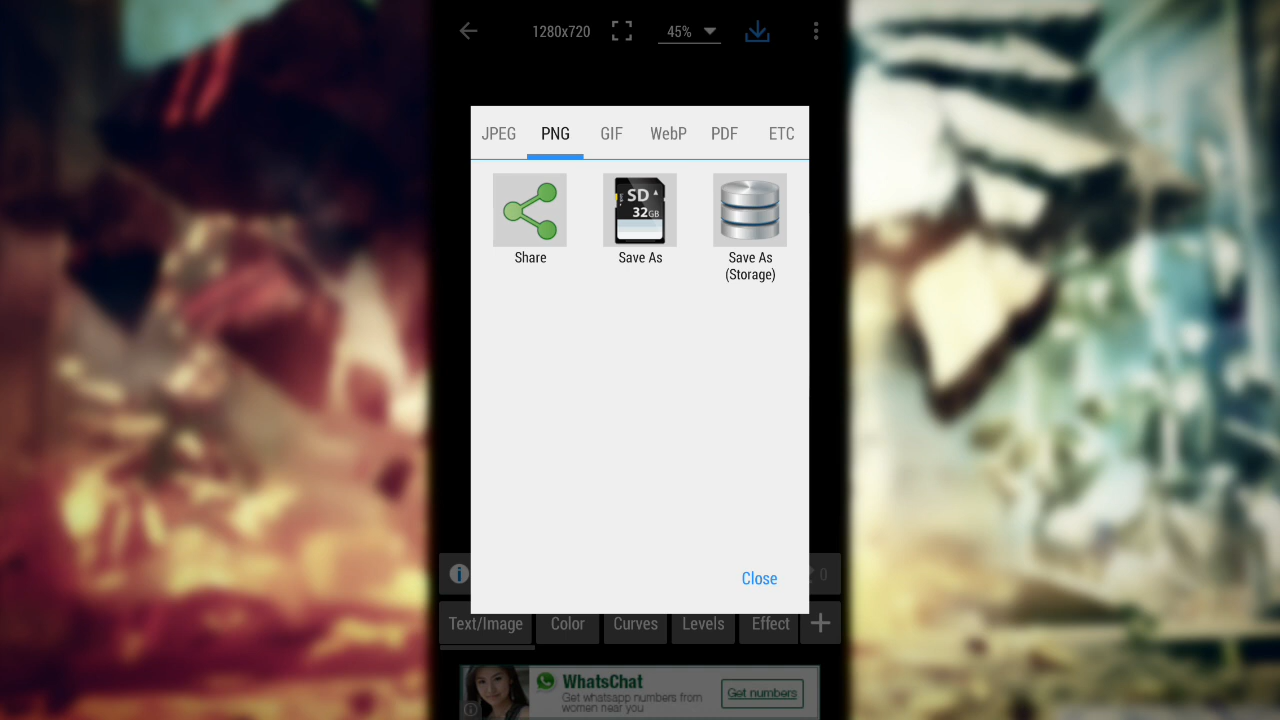 1280x720
45%
JPEG PNG GIF WebP PDF ETC
SD
32GB
Share
Save As
Save As
(Storage)
Close
0
Text/Image Color Curves Levels Effect +
WhatsChat
Get whatsapp numbers from
women near you
Get numbers